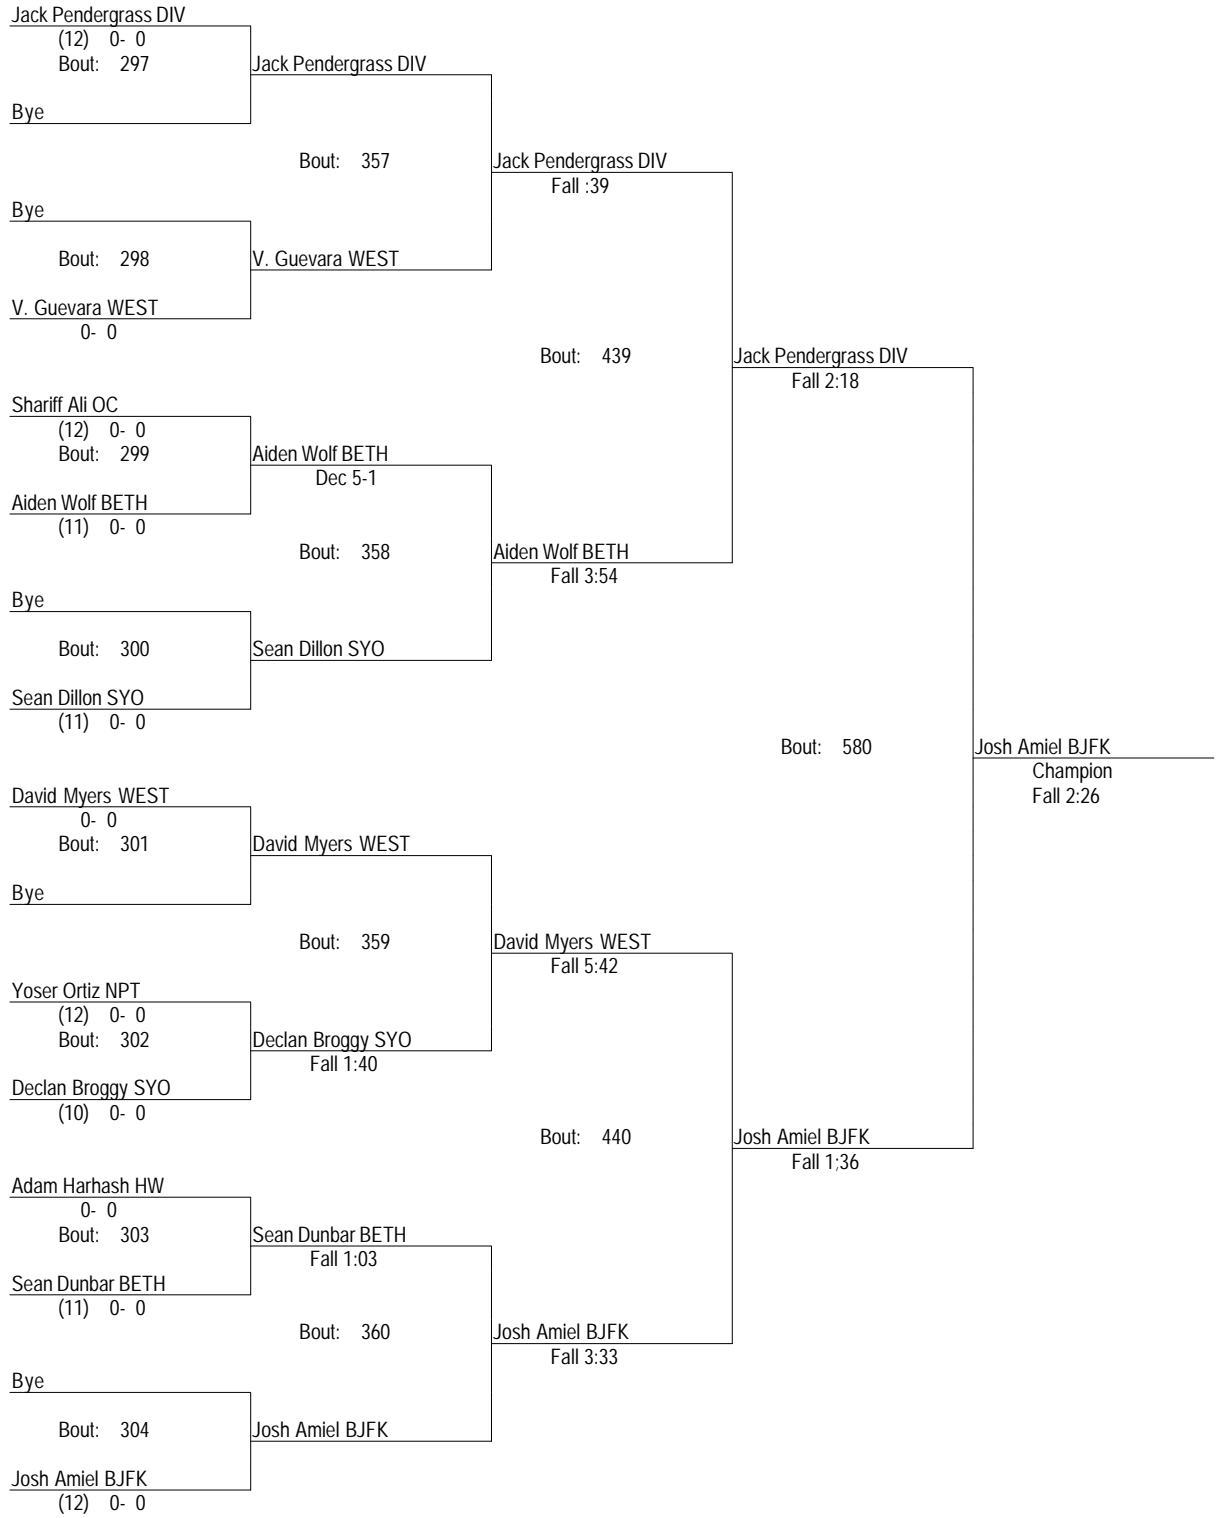 Jack Pendergrass DIV
(12) 0- 0
Bout: 297
Jack Pendergrass DIV
Bye
Bout: 357
Jack Pendergrass DIV
Fall :39
Bye
Bout: 298
V. Guevara WEST
V. Guevara WEST
0- 0
Bout: 439
Jack Pendergrass DIV
Fall 2:18
Shariff Ali OC
(12) 0- 0
Bout: 299
Aiden Wolf BETH
Dec 5-1
Aiden Wolf BETH
(11) 0- 0
Bout: 358
Aiden Wolf BETH
Fall 3:54
Bye
Bout: 300
Sean Dillon SYO
Sean Dillon SYO
(11) 0- 0
Bout: 580
Josh Amiel BJFK
Champion
Fall 2:26
David Myers WEST
0- 0
Bout: 301
David Myers WEST
Bye
Bout: 359
David Myers WEST
Fall 5:42
Yoser Ortiz NPT
(12) 0- 0
Bout: 302
Declan Broggy SYO
Fall 1:40
Declan Broggy SYO
(10) 0- 0
Bout: 440
Josh Amiel BJFK
Fall 1;36
Adam Harhash HW
0- 0
Bout: 303
Sean Dunbar BETH
Fall 1:03
Sean Dunbar BETH
(11) 0- 0
Bout: 360
Josh Amiel BJFK
Fall 3:33
Bye
Bout: 304
Josh Amiel BJFK
Josh Amiel BJFK
(12) 0- 0